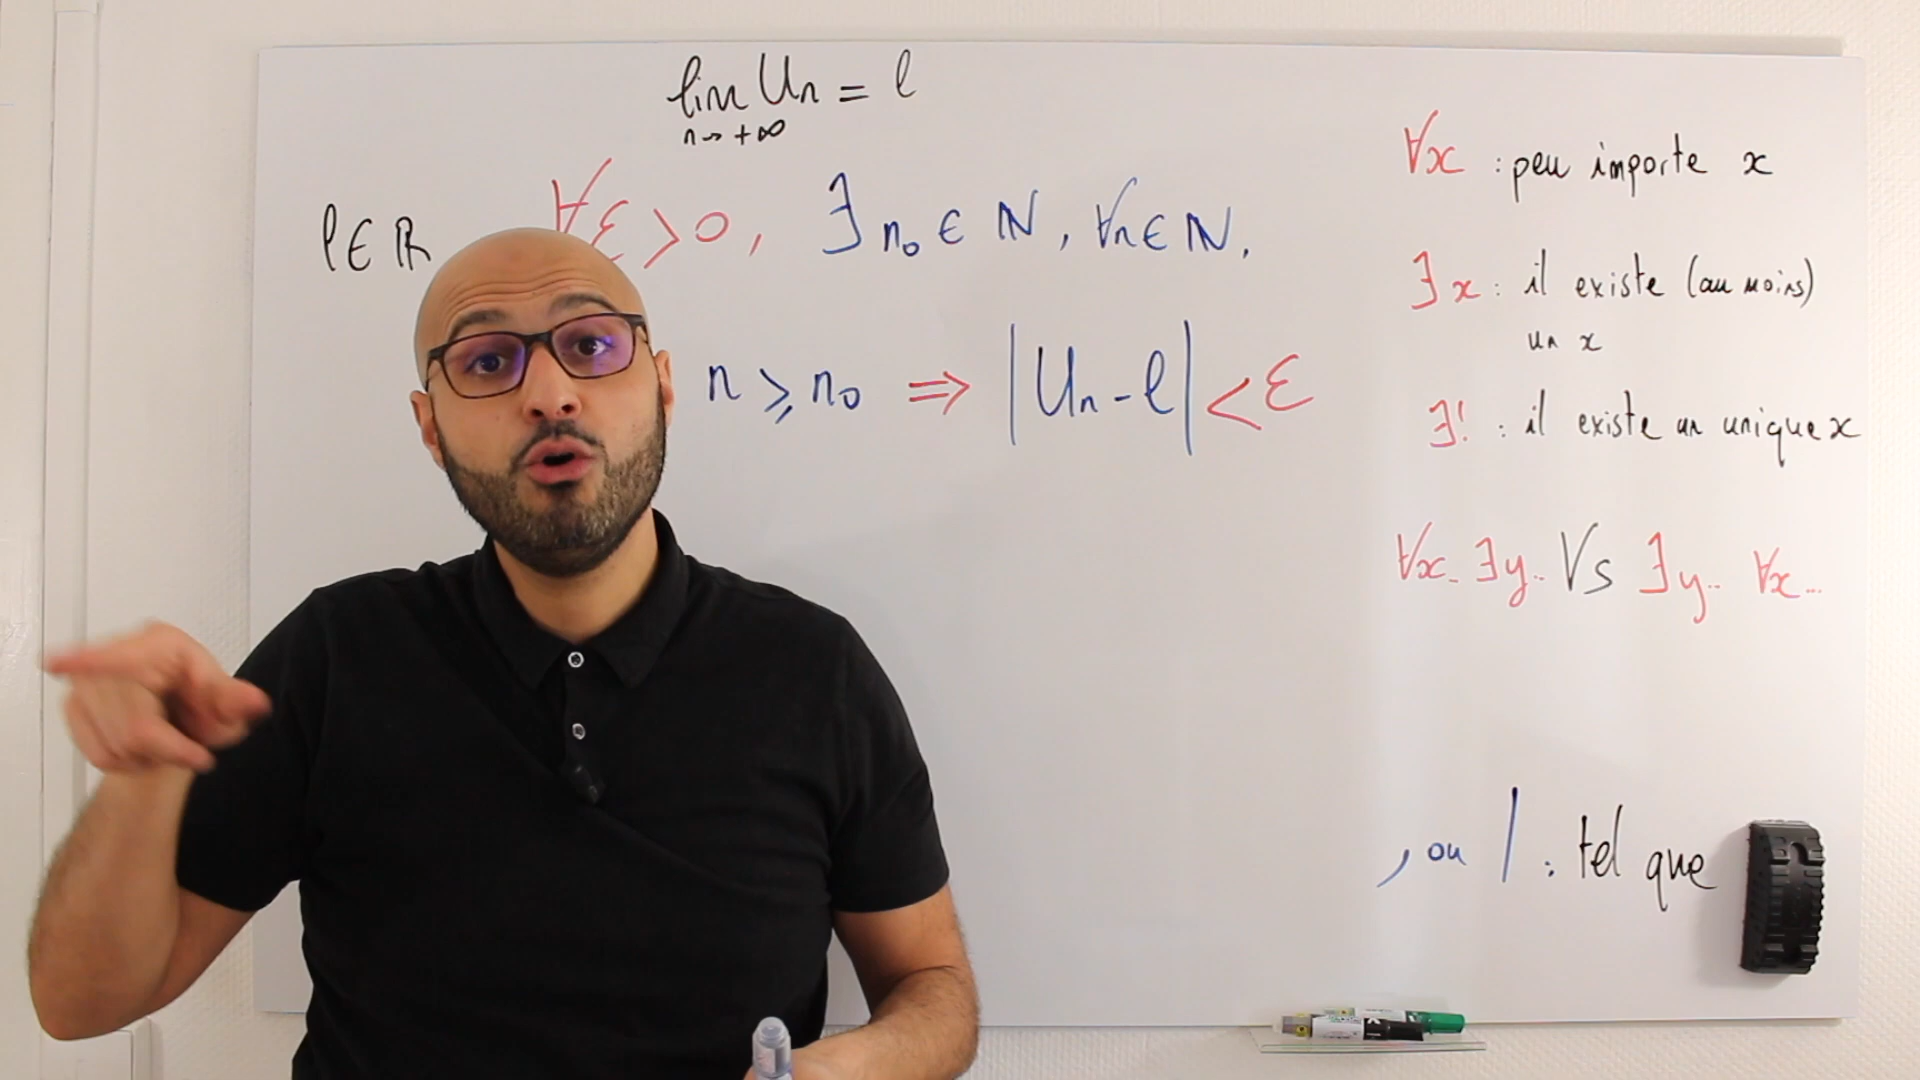 lim Un = l
n→ +∞
l∈ℝ ∀ε>0, ∃ n₀ ∈ ℕ, ∀n∈ ℕ,
n ⩾ n₀ ⇒ |Un - l| < ε
∀x : peu importe x
∃ x : il existe (au moins)
un x
∃! : il existe un unique x
∀x.. ∃y.. Vs ∃y.. ∀x...
, ou / : tel que